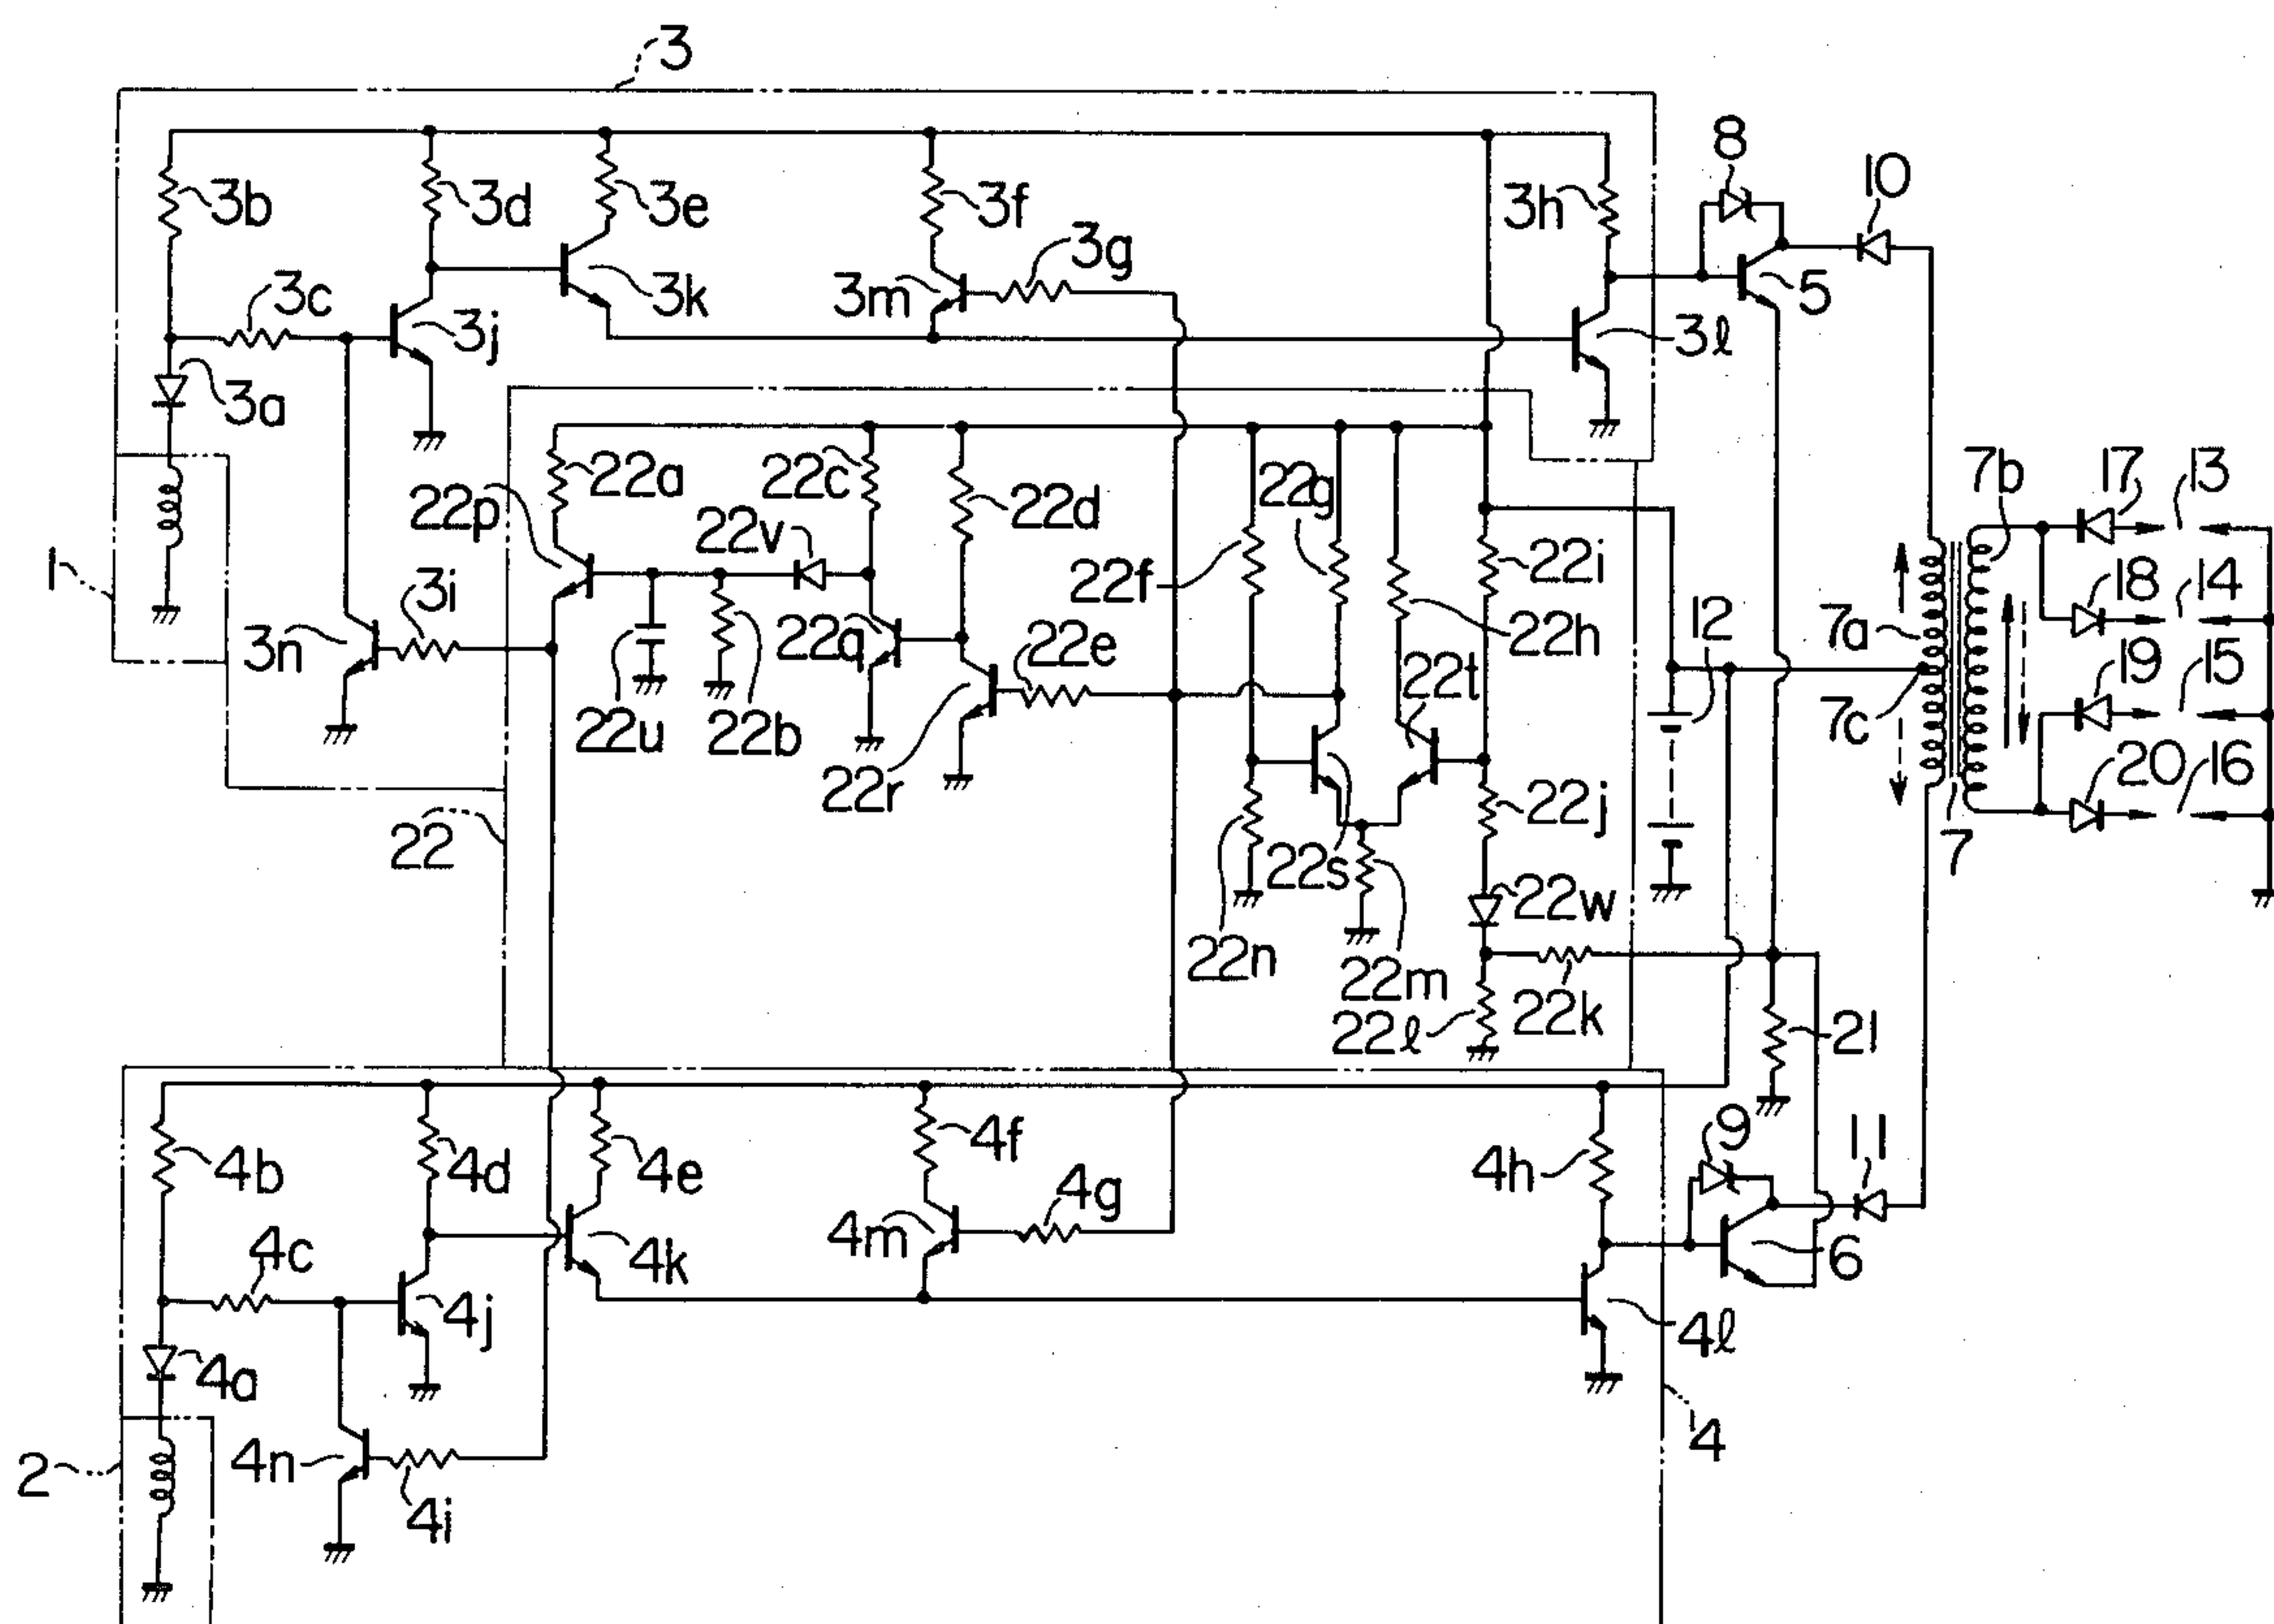 3
8
10
3b
3d
3e
3f
3g
3h
5
3c
3j
3k
3m
3l
3a
22a
22c
22d
22g
7b
17
13
22p
22v
22f
22i
18
14
1
3i
12
7a
3n
22q
22e
22h
19
15
22t
22u
22b
22r
7c
20
16
22j
22
22s
7
22w
22n
22m
22k
22l
21
4b
4d
4e
4f
4g
4h
9
11
4c
4m
4k
6
4j
4l
4a
4
2
4n
4i